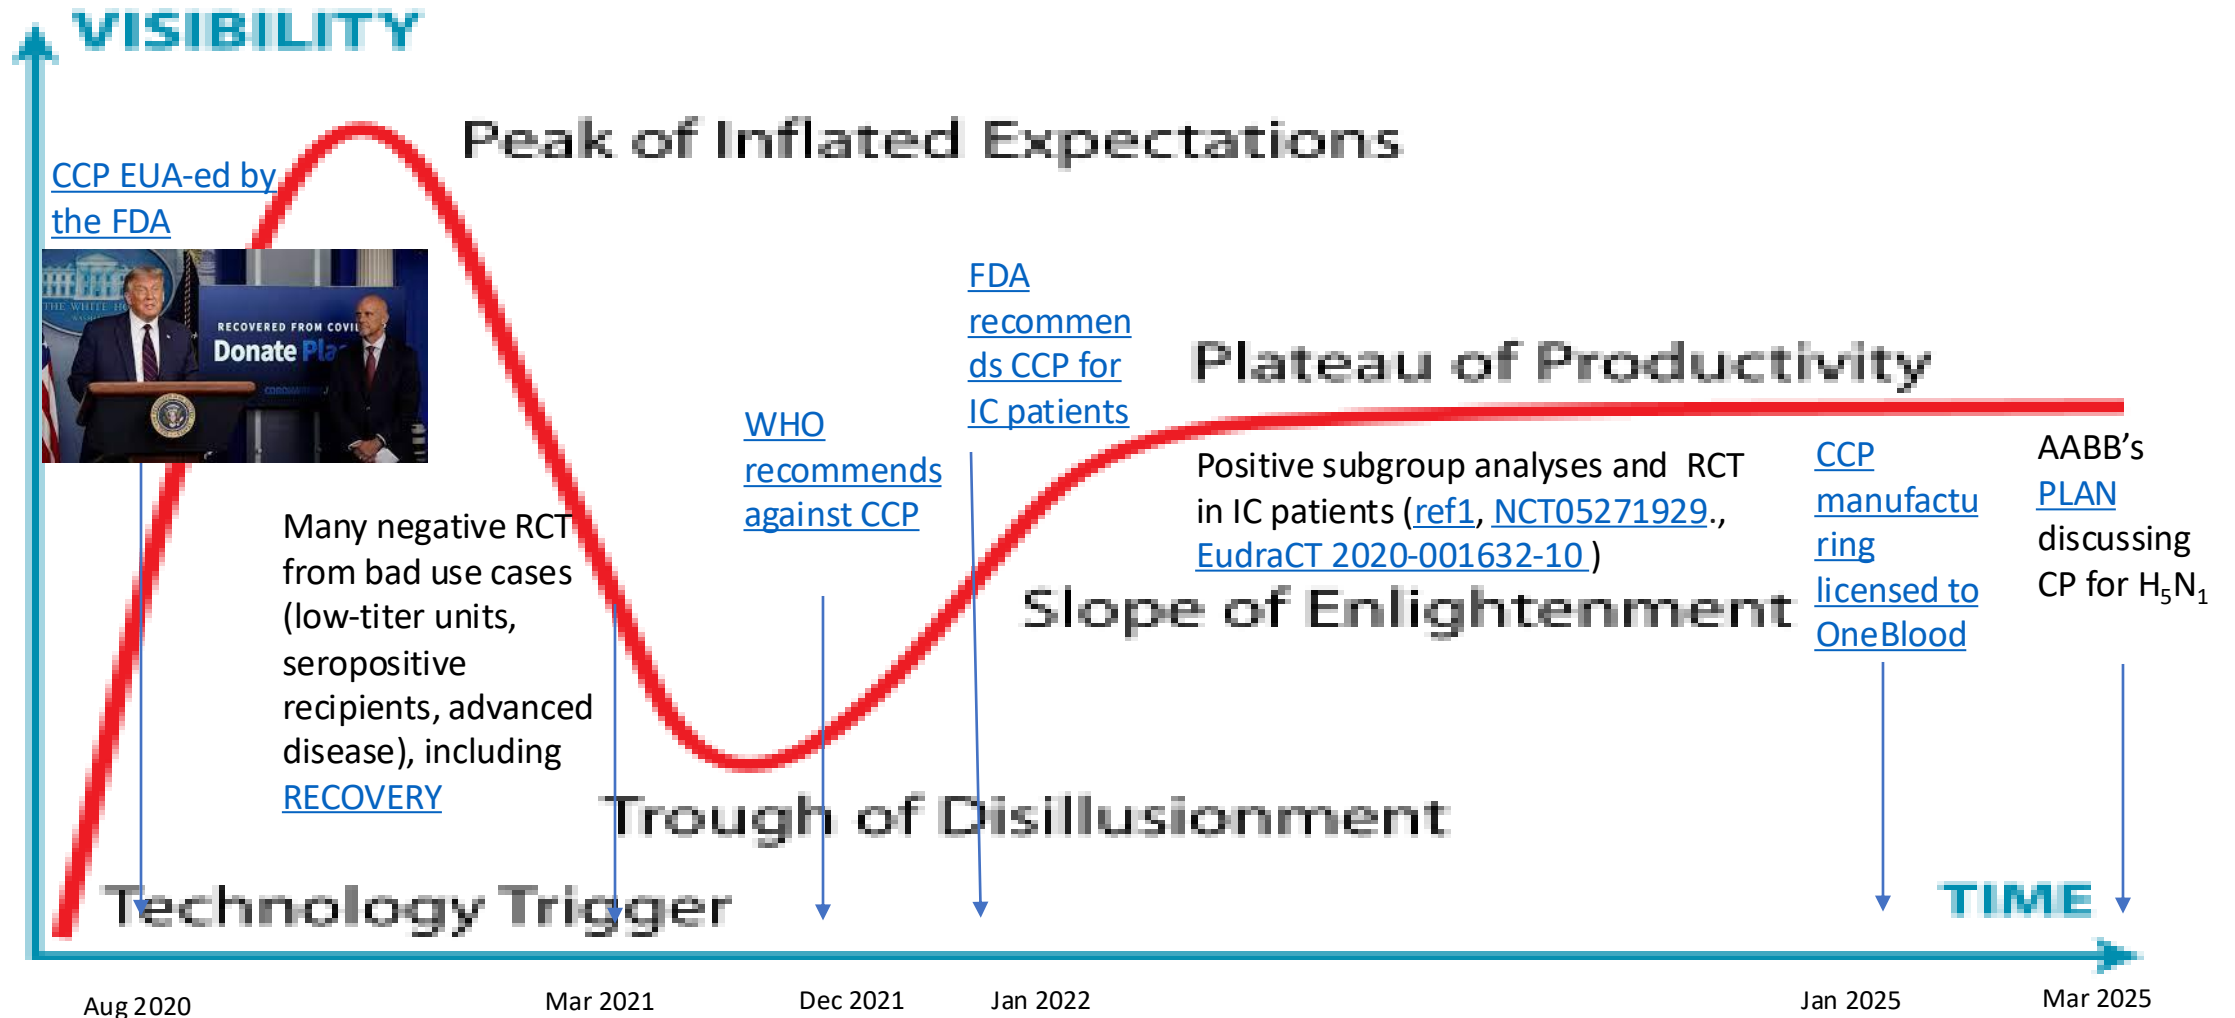 VISIBILITY
Peak of Inflated Expectations
CCP EUA-ed by
the FDA
THE WHITE HO
RECOVERED FROM COVI
Donate Pla
FDA
recommen
ds CCP for
IC patients
Plateau of Productivity
WHO
recommends
against CCP
Positive subgroup analyses and RCT
in IC patients (ref1, NCT05271929.,
EudraCT 2020-001632-10 )
CCP
manufactu
ring
licensed to
OneBlood
AABB’s
PLAN
discussing
CP for H₅N₁
Many negative RCT
from bad use cases
(low-titer units,
seropositive
recipients, advanced
disease), including
RECOVERY
Slope of Enlightenment
Trough of Disillusionment
Technology Trigger
TIME
Aug 2020
Mar 2021
Dec 2021
Jan 2022
Jan 2025
Mar 2025